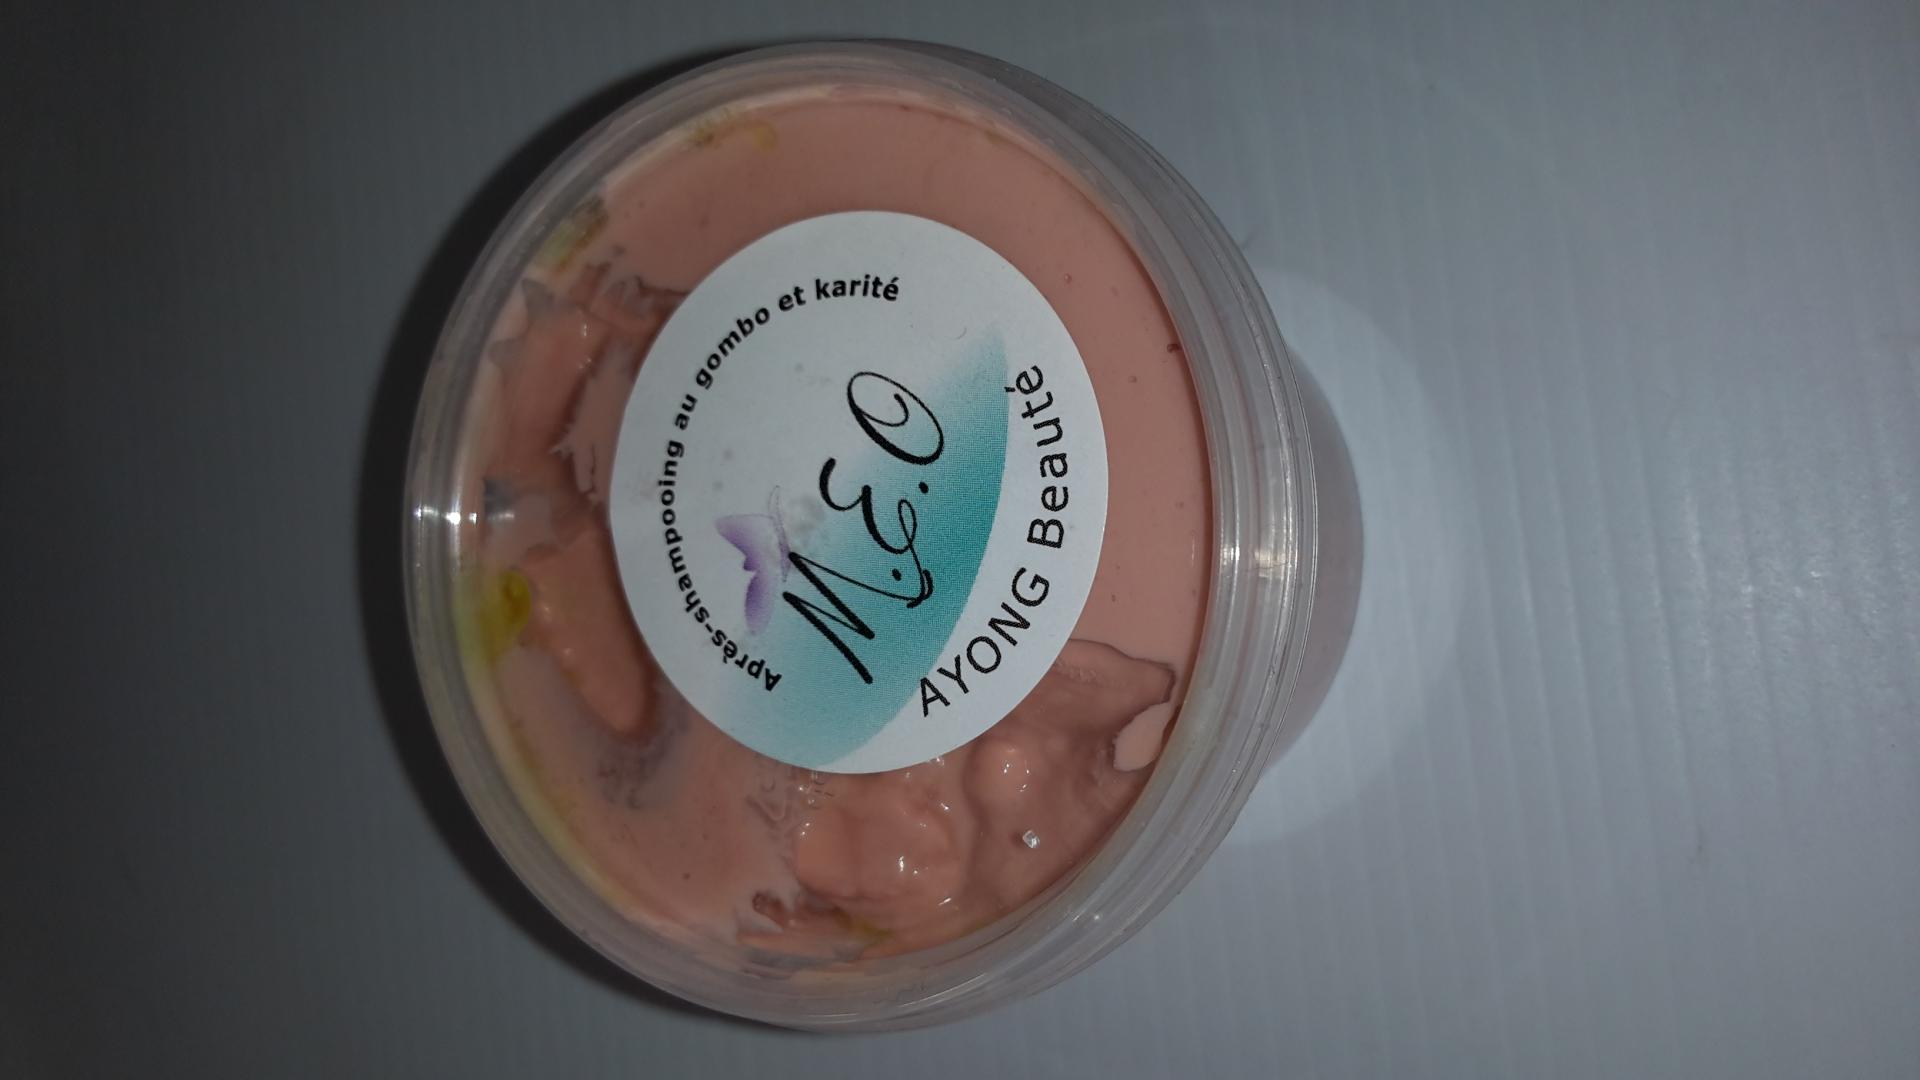 Après-shampooing au gombo et karité
M.E.O
AYONG Beauté